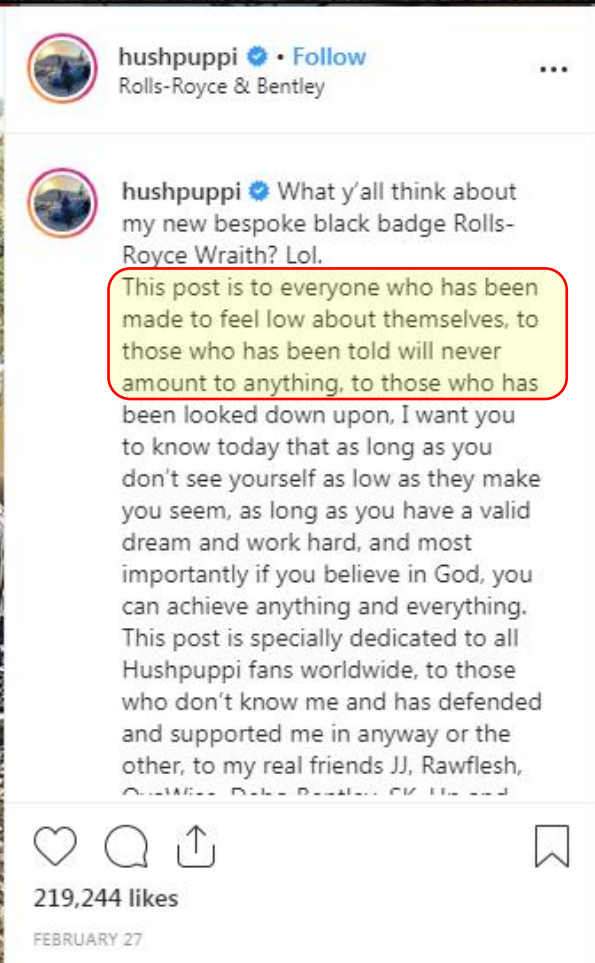 hushpuppi • Follow
Rolls-Royce & Bentley
hushpuppi What y'all think about
my new bespoke black badge Rolls-
Royce Wraith? Lol.
This post is to everyone who has been
made to feel low about themselves, to
those who has been told will never
amount to anything, to those who has
been looked down upon, I want you
to know today that as long as you
don't see yourself as low as they make
you seem, as long as you have a valid
dream and work hard, and most
importantly if you believe in God, you
can achieve anything and everything.
This post is specially dedicated to all
Hushpuppi fans worldwide, to those
who don't know me and has defended
and supported me in anyway or the
other, to my real friends JJ, Rawflesh,
219,244 likes
FEBRUARY 27